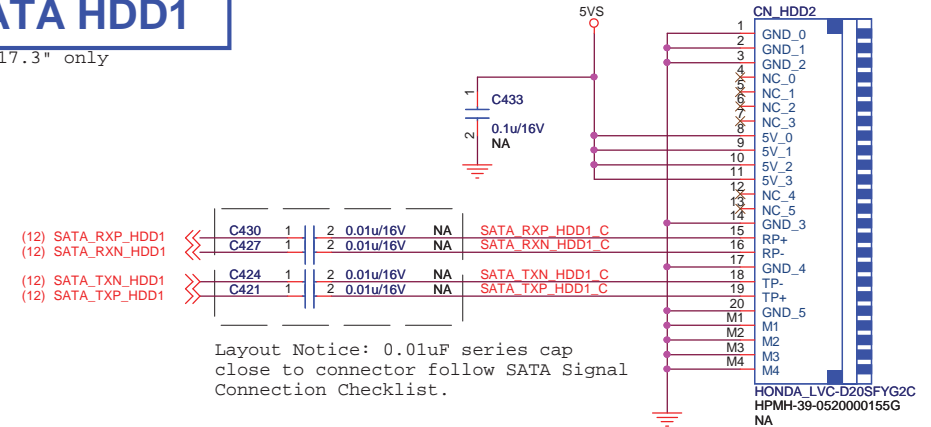 ATA HDD1
17.3" only
5VS
CN_HDD2
1
C433
0.1u/16V
2
NA
1 GND_0
2 GND_1
3 GND_2
4 NC_0
5 NC_1
6 NC_2
7 NC_3
8 5V_0
9 5V_1
10 5V_2
11 5V_3
12 NC_4
13 NC_5
14 GND_3
15 RP+
16 RP-
17 GND_4
18 TP-
19 TP+
20 GND_5
M1 M1
M2 M2
M3 M3
M4 M4
(12) SATA_RXP_HDD1 C430 1 2 0.01u/16V NA SATA_RXP_HDD1_C
(12) SATA_RXN_HDD1 C427 1 2 0.01u/16V NA SATA_RXN_HDD1_C
(12) SATA_TXN_HDD1 C424 1 2 0.01u/16V NA SATA_TXN_HDD1_C
(12) SATA_TXP_HDD1 C421 1 2 0.01u/16V NA SATA_TXP_HDD1_C
Layout Notice: 0.01uF series cap
close to connector follow SATA Signal
Connection Checklist.
HONDA_LVC-D20SFYG2C
HPMH-39-0520000155G
NA